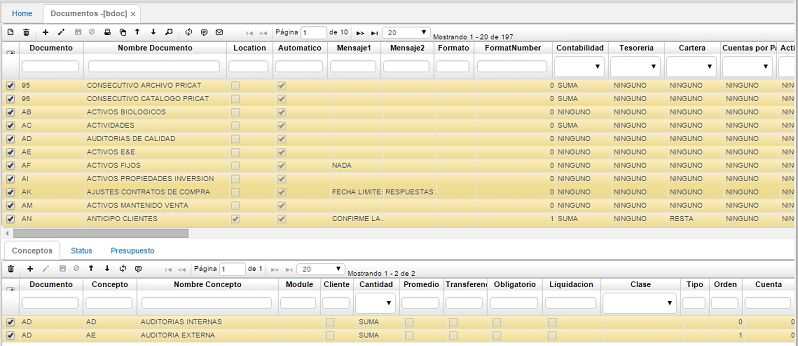 Home Documentos -[bdoc] ×
Página 1 de 10 20 Mostrando 1 - 20 de 197
Documento Nombre Documento Location Automatico Mensaje1 Mensaje2 Formato FormatNumber Contabilidad Tesoreria Cartera Cuentas por Pa Acti
95 CONSECUTIVO ARCHIVO PRICAT 0 SUMA NINGUNO NINGUNO NINGUNO NIN
96 CONSECUTIVO CATALOGO PRICAT 0 SUMA NINGUNO NINGUNO NINGUNO NIN
AB ACTIVOS BIOLOGICOS 0 NINGUNO NINGUNO NINGUNO NINGUNO NIN
AC ACTIVIDADES 0 SUMA NINGUNO NINGUNO NINGUNO NIN
AD AUDITORIAS DE CALIDAD 0 NINGUNO NINGUNO NINGUNO NINGUNO NIN
AE ACTIVOS E&E 0 NINGUNO NINGUNO NINGUNO NINGUNO NIN
AF ACTIVOS FIJOS NADA 0 NINGUNO NINGUNO NINGUNO NINGUNO NIN
AI ACTIVOS PROPIEDADES INVERSION 0 NINGUNO NINGUNO NINGUNO NINGUNO NIN
AK AJUSTES CONTRATOS DE COMPRA FECHA LIMITE: RESPUESTAS . 0 NINGUNO NINGUNO NINGUNO NINGUNO NIN
AM ACTIVOS MANTENIDO VENTA 0 NINGUNO NINGUNO NINGUNO NINGUNO NIN
AN ANTICIPO CLIENTES CONFIRME LA . 1 SUMA NINGUNO RESTA NINGUNO NIN
Conceptos Status Presupuesto
Página 1 de 1 20 Mostrando 1 - 2 de 2
Documento Concepto Nombre Concepto Module Cliente Cantidad Promedio Transferenc Obligatorio Liquidacion Clase Tipo Orden Cuenta
AD AD AUDITORIAS INTERNAS SUMA 0 0
AD AE AUDITORIA EXTERNA SUMA 1 0